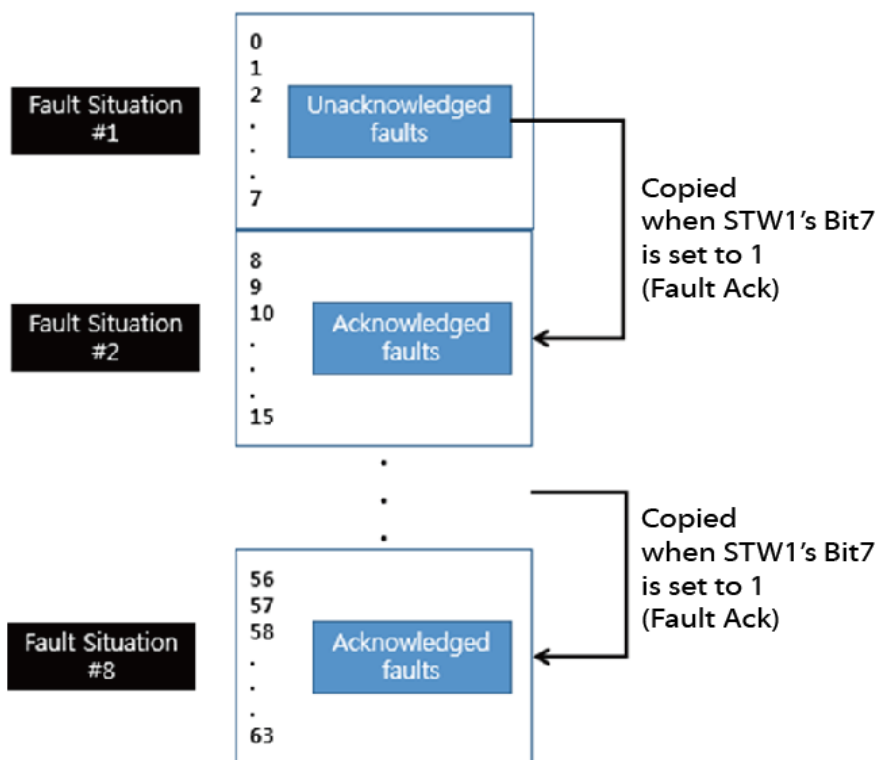 Fault Situation
#1
0
1
2
.
.
.
7
Unacknowledged
faults
Copied
when STW1's Bit7
is set to 1
(Fault Ack)
Fault Situation
#2
8
9
10
.
.
.
15
Acknowledged
faults
.
.
.
Copied
when STW1's Bit7
is set to 1
(Fault Ack)
Fault Situation
#8
56
57
58
.
.
.
63
Acknowledged
faults